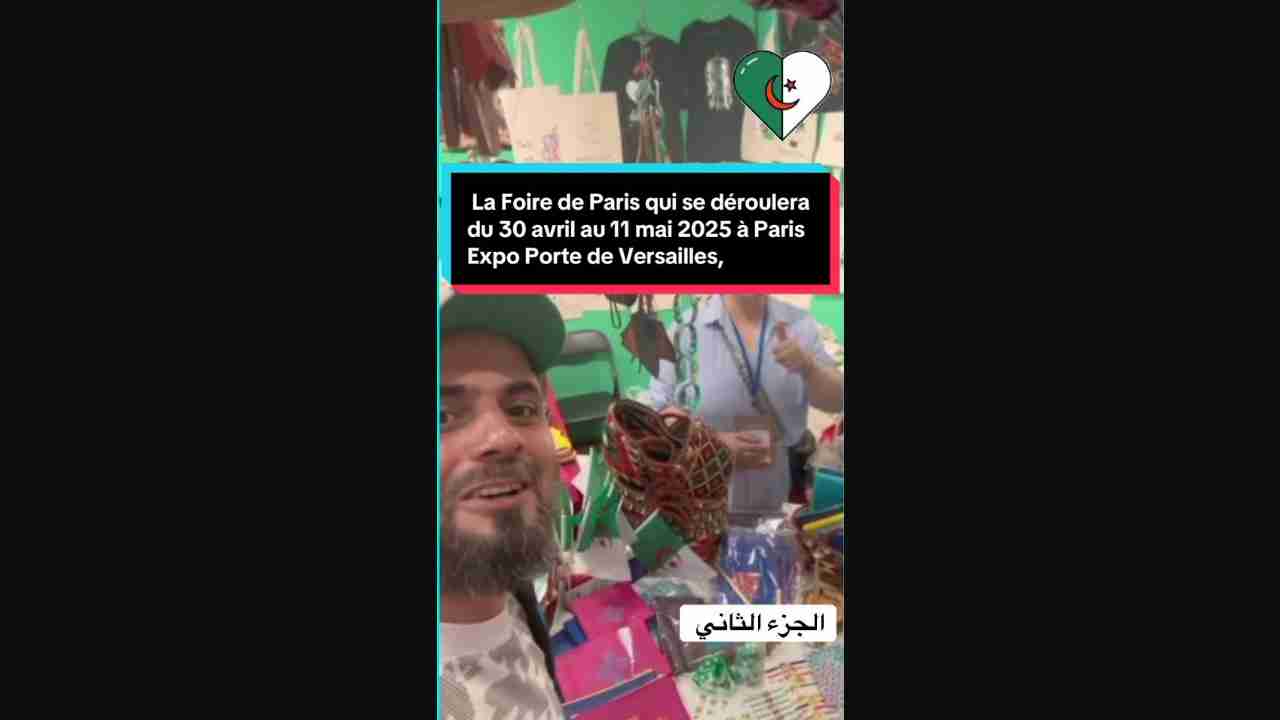 La Foire de Paris qui se déroulera
du 30 avril au 11 mai 2025 à Paris
Expo Porte de Versailles,
الجزء الثاني